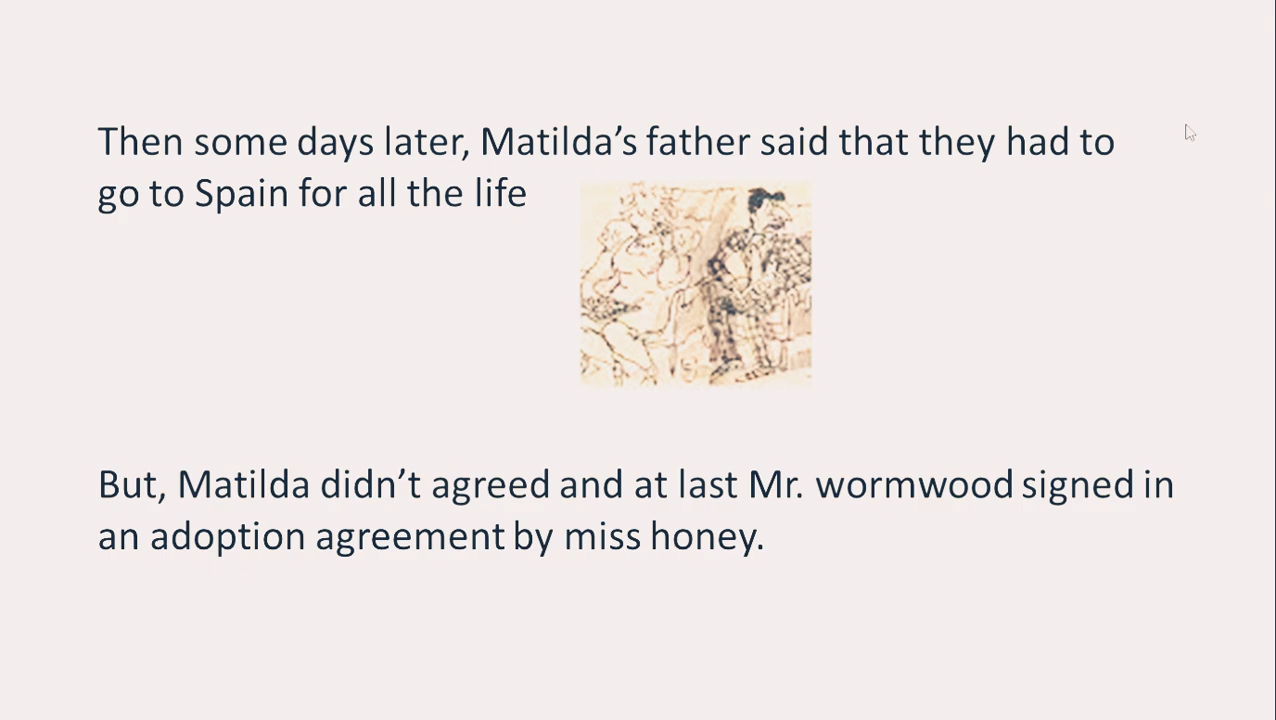 Then some days later, Matilda’s father said that they had to
go to Spain for all the life
But, Matilda didn’t agreed and at last Mr. wormwood signed in
an adoption agreement by miss honey.